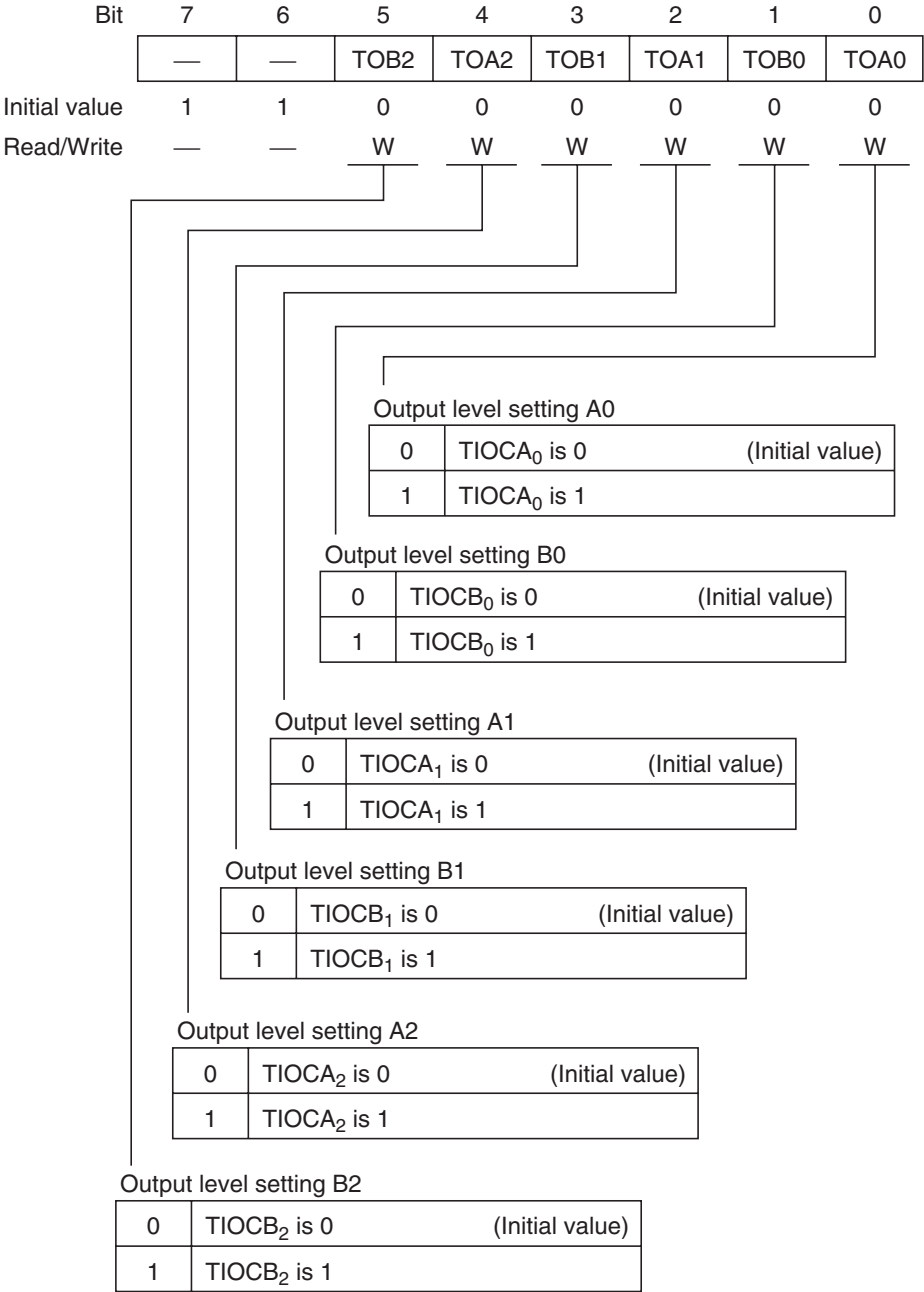 Bit 7 6 5 4 3 2 1 0
— — TOB2 TOA2 TOB1 TOA1 TOB0 TOA0
Initial value 1 1 0 0 0 0 0 0
Read/Write — — W W W W W W
Output level setting A0
0 TIOCA₀ is 0 (Initial value)
1 TIOCA₀ is 1
Output level setting B0
0 TIOCB₀ is 0 (Initial value)
1 TIOCB₀ is 1
Output level setting A1
0 TIOCA₁ is 0 (Initial value)
1 TIOCA₁ is 1
Output level setting B1
0 TIOCB₁ is 0 (Initial value)
1 TIOCB₁ is 1
Output level setting A2
0 TIOCA₂ is 0 (Initial value)
1 TIOCA₂ is 1
Output level setting B2
0 TIOCB₂ is 0 (Initial value)
1 TIOCB₂ is 1